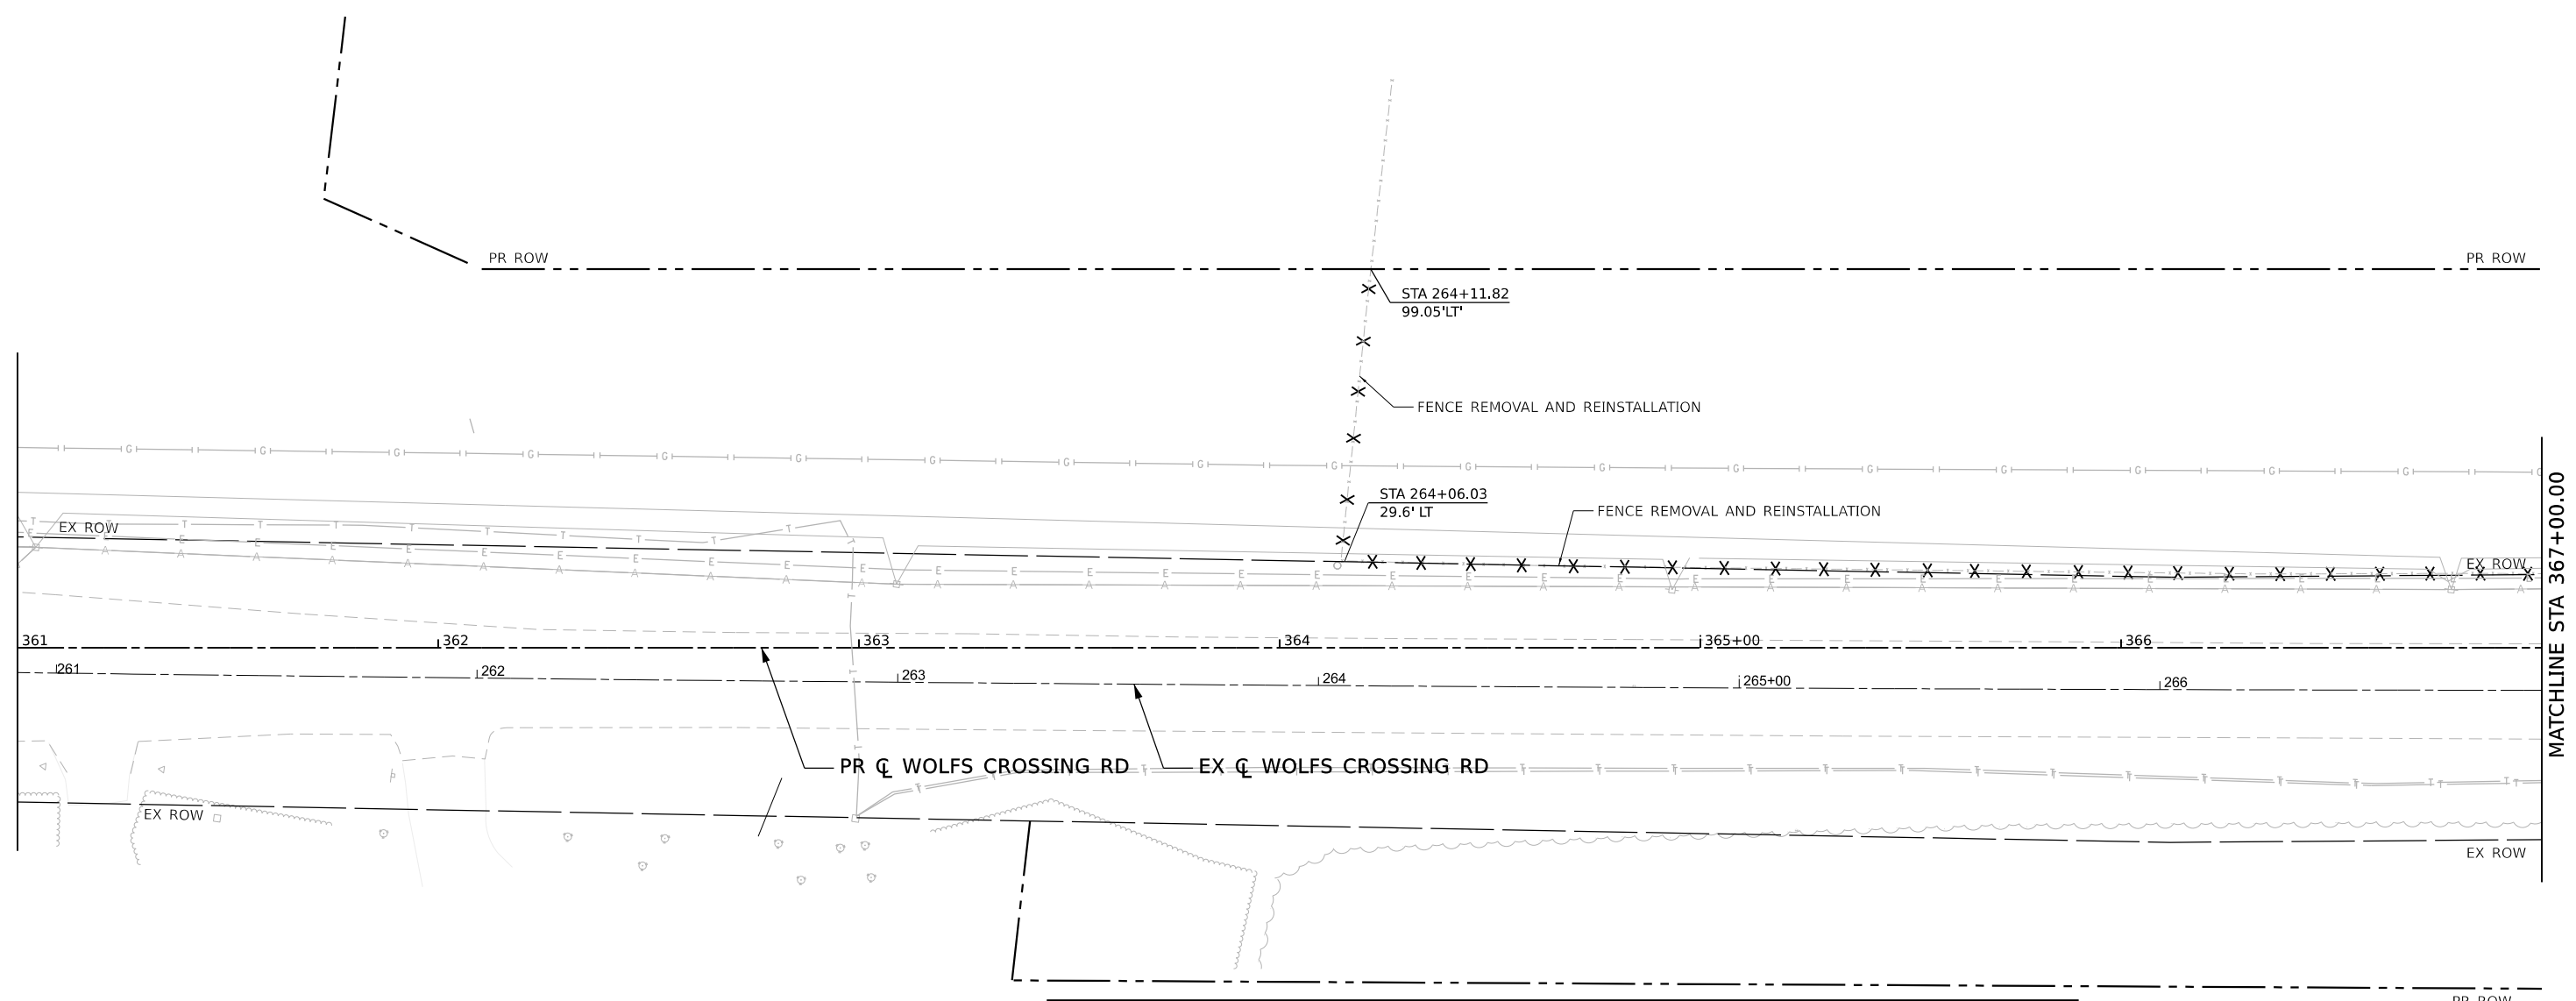 PR ROW
PR ROW
STA 264+11.82
99.05'LT'
FENCE REMOVAL AND REINSTALLATION
G G G G G G G G G G G G G G G G G G
STA 264+06.03
29.6' LT
FENCE REMOVAL AND REINSTALLATION
EX ROW
EX ROW
361 362 363 364 365+00 366
261 262 263 264 265+00 266
MATCHLINE STA 367+00.00
PR ℄ WOLFS CROSSING RD
EX ℄ WOLFS CROSSING RD
EX ROW
EX ROW
PR ROW